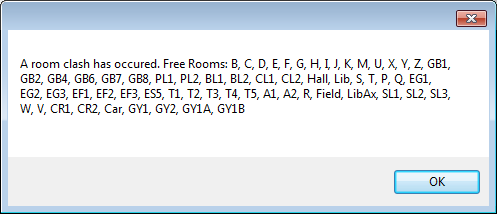 A room clash has occured. Free Rooms: B, C, D, E, F, G, H, I, J, K, M, U, X, Y, Z, GB1,
GB2, GB4, GB6, GB7, GB8, PL1, PL2, BL1, BL2, CL1, CL2, Hall, Lib, S, T, P, Q, EG1,
EG2, EG3, EF1, EF2, EF3, ES5, T1, T2, T3, T4, T5, A1, A2, R, Field, LibAx, SL1, SL2, SL3,
W, V, CR1, CR2, Car, GY1, GY2, GY1A, GY1B
OK